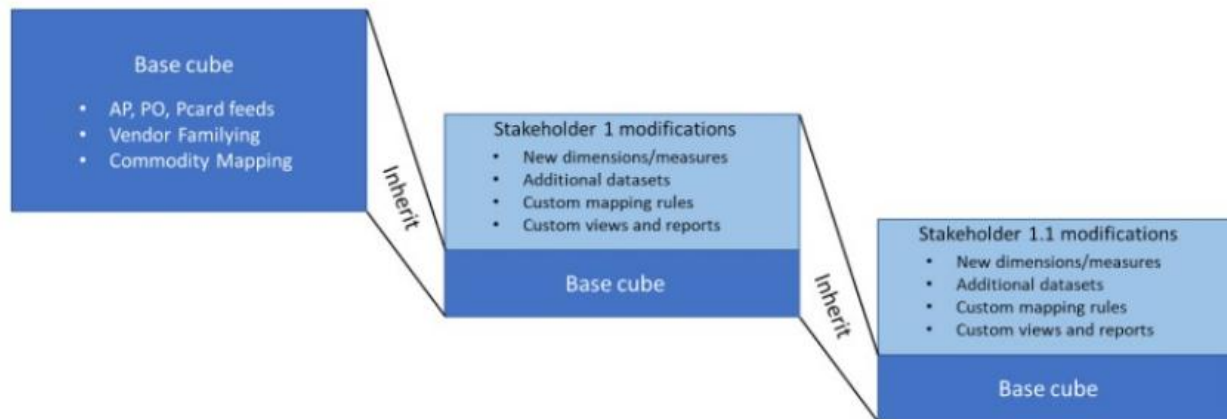 Base cube
• AP, PO, Pcard feeds
• Vendor Familying
• Commodity Mapping
Inherit
Stakeholder 1 modifications
• New dimensions/measures
• Additional datasets
• Custom mapping rules
• Custom views and reports
Base cube
Inherit
Stakeholder 1.1 modifications
• New dimensions/measures
• Additional datasets
• Custom mapping rules
• Custom views and reports
Base cube